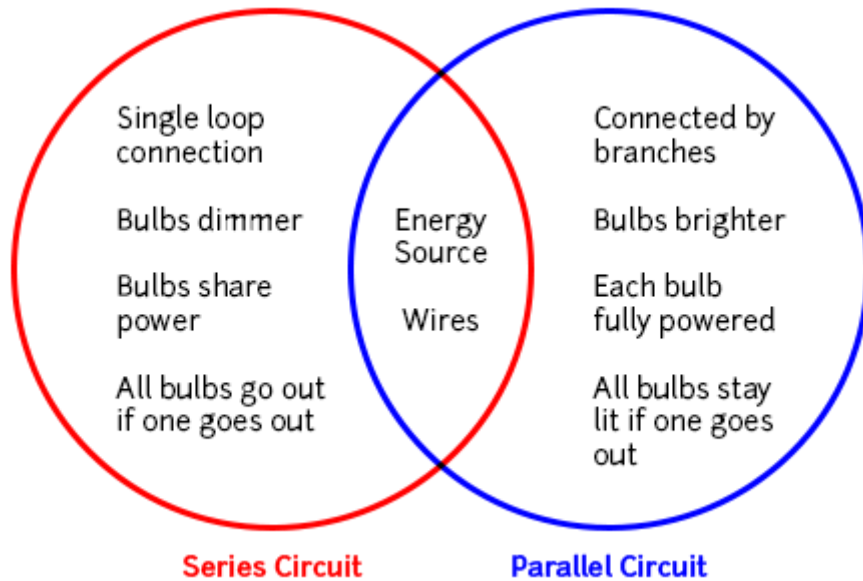 Single loop
connection
Bulbs dimmer
Bulbs share
power
All bulbs go out
if one goes out
Energy
Source
Wires
Connected by
branches
Bulbs brighter
Each bulb
fully powered
All bulbs stay
lit if one goes
out
Series Circuit
Parallel Circuit